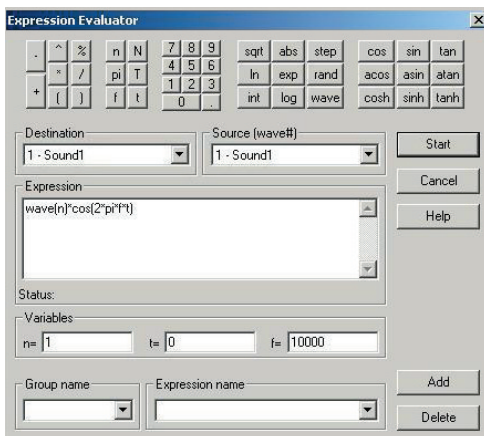 Expression Evaluator
- ^ % n N 7 8 9 sqrt abs step cos sin tan
* / pi T 4 5 6 ln exp rand acos asin atan
+ ( ) f t 1 2 3 int log wave cosh sinh tanh
0 .
Destination Source (wave#)
1 - Sound1 1 - Sound1 Start
Cancel
Expression
wave(n)*cos(2*pi*f*t) Help
Status:
Variables
n= 1 t= 0 f= 10000
Group name Expression name Add
Delete